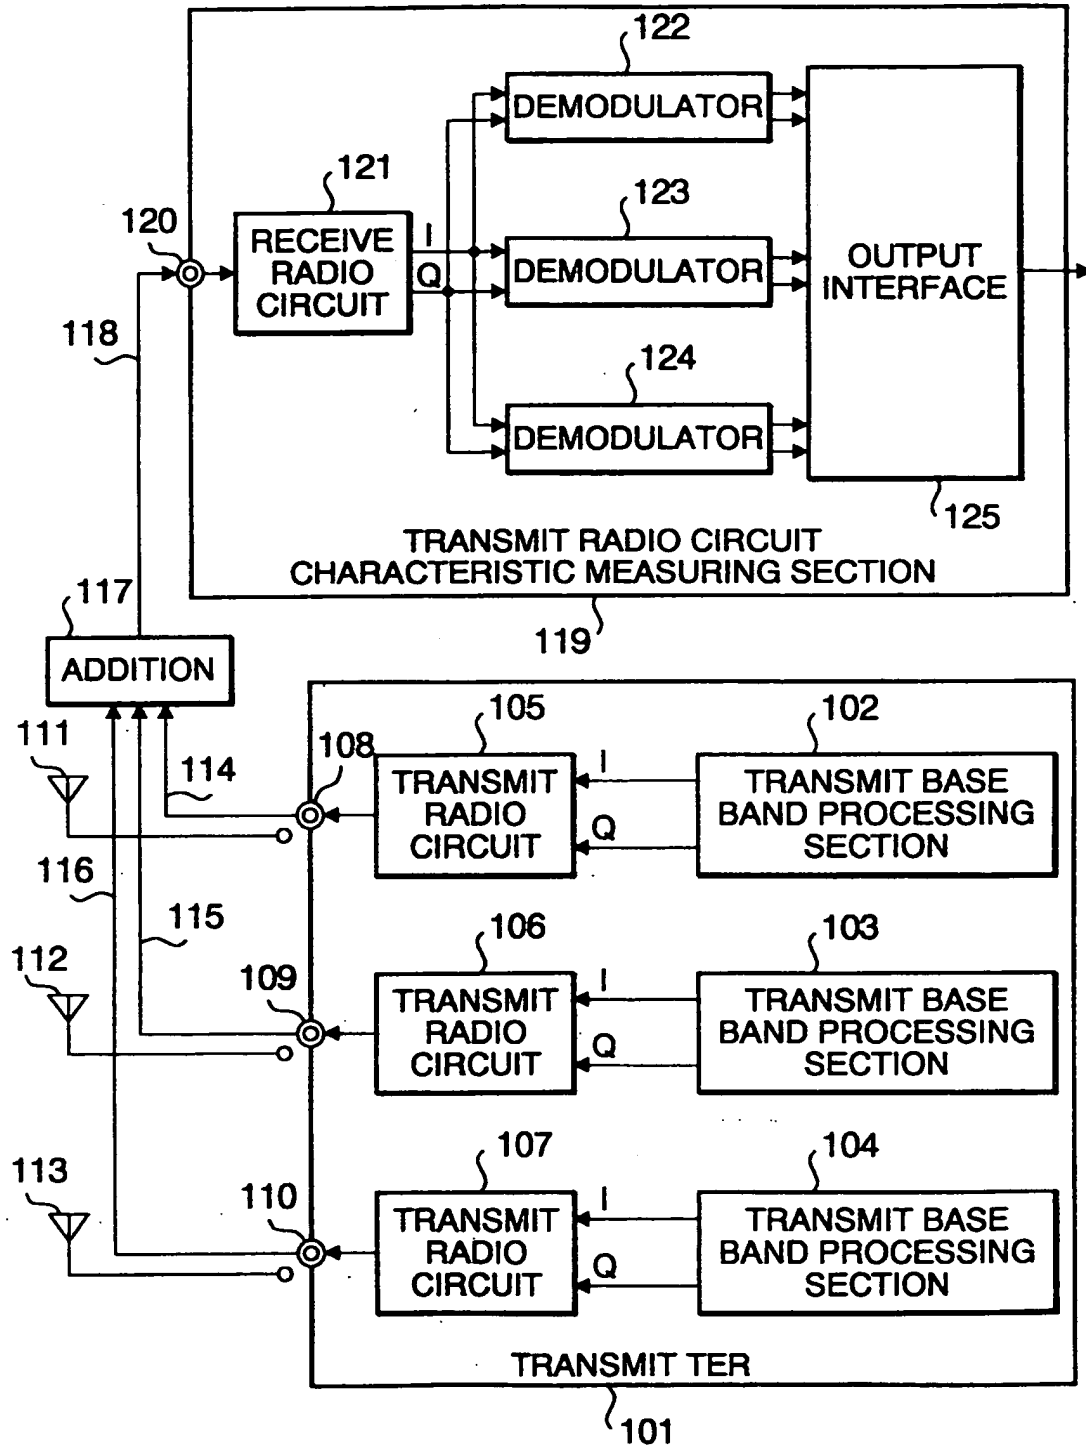 122
DEMODULATOR
121
120
RECEIVE
RADIO
CIRCUIT
I
Q
123
DEMODULATOR
OUTPUT
INTERFACE
118
124
DEMODULATOR
125
TRANSMIT RADIO CIRCUIT
CHARACTERISTIC MEASURING SECTION
119
117
ADDITION
111
114
108
105
TRANSMIT
RADIO
CIRCUIT
I
Q
102
TRANSMIT BASE
BAND PROCESSING
SECTION
116
115
112
109
106
TRANSMIT
RADIO
CIRCUIT
I
Q
103
TRANSMIT BASE
BAND PROCESSING
SECTION
113
110
107
TRANSMIT
RADIO
CIRCUIT
I
Q
104
TRANSMIT BASE
BAND PROCESSING
SECTION
TRANSMIT TER
101